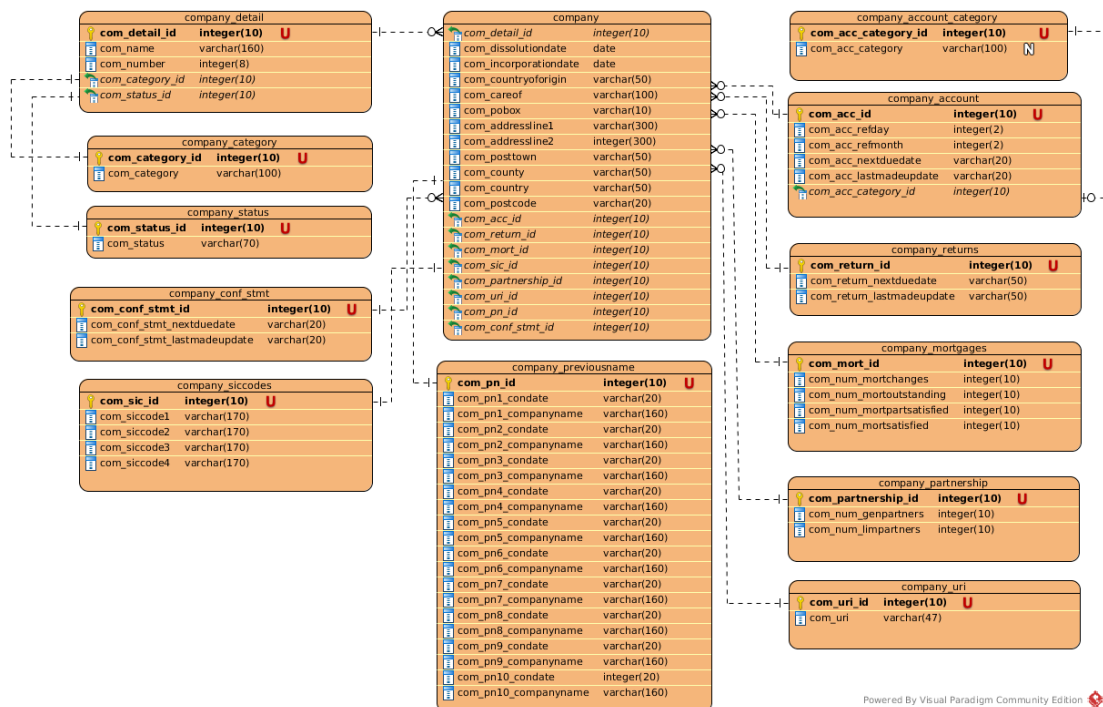 company_detail
com_detail_id integer(10) U
com_name varchar(160)
com_number integer(8)
com_category_id integer(10)
com_status_id integer(10)
company_category
com_category_id integer(10) U
com_category varchar(100)
company_status
com_status_id integer(10) U
com_status varchar(70)
company_conf_stmt
com_conf_stmt_id integer(10) U
com_conf_stmt_nextduedate varchar(20)
com_conf_stmt_lastmadeupdate varchar(20)
company_siccodes
com_sic_id integer(10) U
com_siccode1 varchar(170)
com_siccode2 varchar(170)
com_siccode3 varchar(170)
com_siccode4 varchar(170)
company
com_detail_id integer(10)
com_dissolutiondate date
com_incorporationdate date
com_countryoforigin varchar(50)
com_careof varchar(100)
com_pobox varchar(10)
com_addressline1 varchar(300)
com_addressline2 integer(300)
com_posttown varchar(50)
com_county varchar(50)
com_country varchar(50)
com_postcode varchar(20)
com_acc_id integer(10)
com_return_id integer(10)
com_mort_id integer(10)
com_sic_id integer(10)
com_partnership_id integer(10)
com_uri_id integer(10)
com_pn_id integer(10)
com_conf_stmt_id integer(10)
company_previousname
com_pn_id integer(10) U
com_pn1_condate varchar(20)
com_pn1_companyname varchar(160)
com_pn2_condate varchar(20)
com_pn2_companyname varchar(160)
com_pn3_condate varchar(20)
com_pn3_companyname varchar(160)
com_pn4_condate varchar(20)
com_pn4_companyname varchar(160)
com_pn5_condate varchar(20)
com_pn5_companyname varchar(160)
com_pn6_condate varchar(20)
com_pn6_companyname varchar(160)
com_pn7_condate varchar(20)
com_pn7_companyname varchar(160)
com_pn8_condate varchar(20)
com_pn8_companyname varchar(160)
com_pn9_condate varchar(20)
com_pn9_companyname varchar(160)
com_pn10_condate integer(20)
com_pn10_companyname varchar(160)
company_account_category
com_acc_category_id integer(10) U
com_acc_category varchar(100) N
company_account
com_acc_id integer(10) U
com_acc_refday integer(2)
com_acc_refmonth integer(2)
com_acc_nextduedate varchar(20)
com_acc_lastmadeupdate varchar(20)
com_acc_category_id integer(10)
company_returns
com_return_id integer(10) U
com_return_nextduedate varchar(50)
com_return_lastmadeupdate varchar(50)
company_mortgages
com_mort_id integer(10) U
com_num_mortchanges integer(10)
com_num_mortoutstanding integer(10)
com_num_mortpartsatisfied integer(10)
com_num_mortsatisfied integer(10)
company_partnership
com_partnership_id integer(10) U
com_num_genpartners integer(10)
com_num_limpartners integer(10)
company_uri
com_uri_id integer(10) U
com_uri varchar(47)
Powered By Visual Paradigm Community Edition